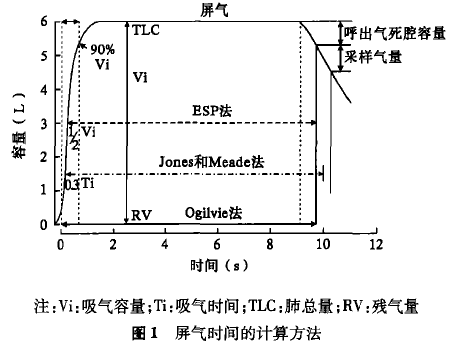 屏气
6
TLC
呼出气死腔容量
5
90%
Vi
采样气量
4
Vi
容量（L）
3
1/2 Vi
ESP法
2
Jones和Meade法
1
0.3 Ti
RV
Ogilvie法
0
0 2 4 6 8 10 12
时间（s）
注:Vi:吸气容量;Ti:吸气时间;TLC:肺总量;RV:残气量
图1 屏气时间的计算方法